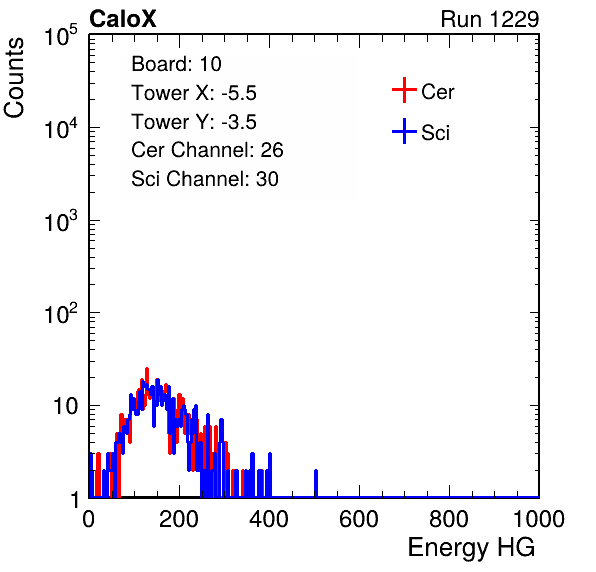 CaloX Run 1229
Counts
Board: 10
Tower X: -5.5
Tower Y: -3.5
Cer Channel: 26
Sci Channel: 30
Cer
Sci
10^5
10^4
10^3
10^2
10
1
0 200 400 600 800 1000
Energy HG